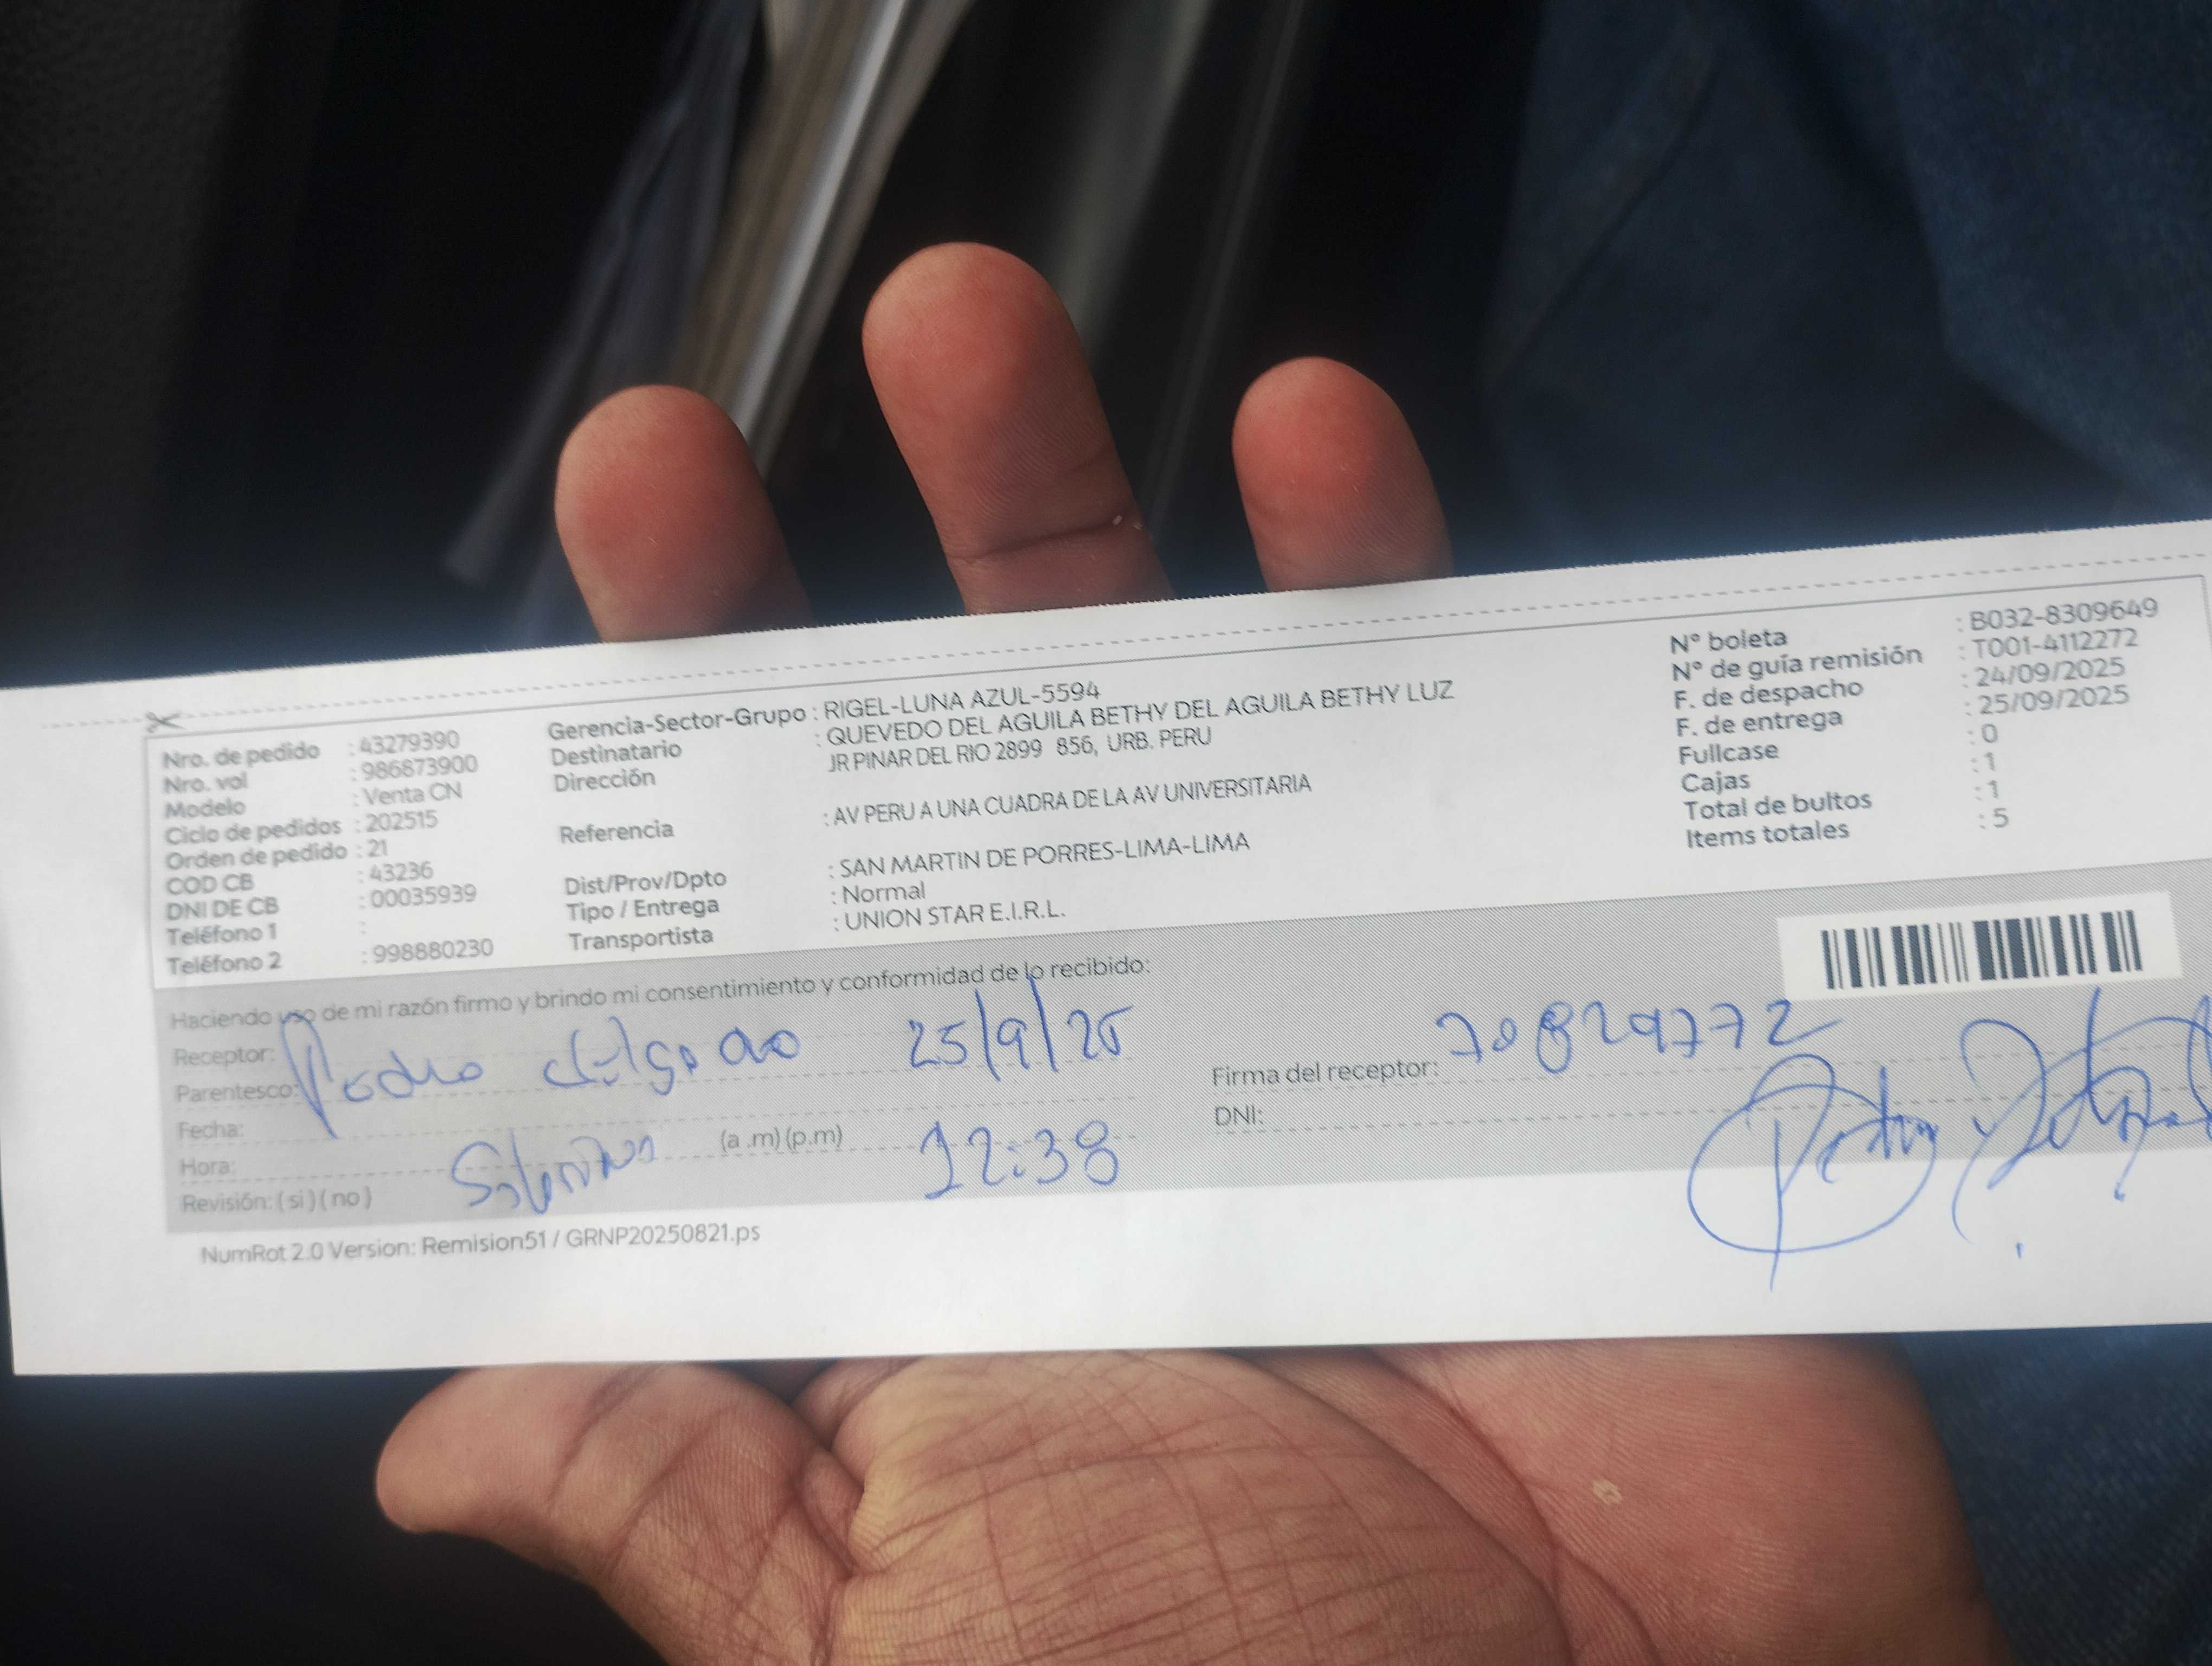 Nro. de pedido : 43279390
Nro. vol : 986873900
Modelo : Venta CN
Ciclo de pedidos : 202515
Orden de pedido : 21
COD CB : 43236
DNI DE CB : 00035939
Teléfono 1 :
Teléfono 2 : 998880230
Gerencia-Sector-Grupo : RIGEL-LUNA AZUL-5594
Destinatario : QUEVEDO DEL AGUILA BETHY DEL AGUILA BETHY LUZ
Dirección JR PINAR DEL RIO 2899 856, URB. PERU
Referencia : AV PERU A UNA CUADRA DE LA AV UNIVERSITARIA
Dist/Prov/Dpto : SAN MARTIN DE PORRES-LIMA-LIMA
Tipo / Entrega : Normal
Transportista : UNION STAR E.I.R.L.
N° boleta : B032-8309649
N° de guía remisión : T001-4112272
F. de despacho : 24/09/2025
F. de entrega : 25/09/2025
Fullcase : 0
Cajas : 1
Total de bultos : 1
Items totales : 5
Haciendo uso de mi razón firmo y brindo mi consentimiento y conformidad de lo recibido:
Receptor:
Parentesco: Pedro 25/9/25
Fecha:
Hora: (a .m) (p.m) 12:38
Revisión: ( si ) ( no )
Firma del receptor: 70829772
DNI:
NumRot 2.0 Version: Remision51 / GRNP20250821.ps